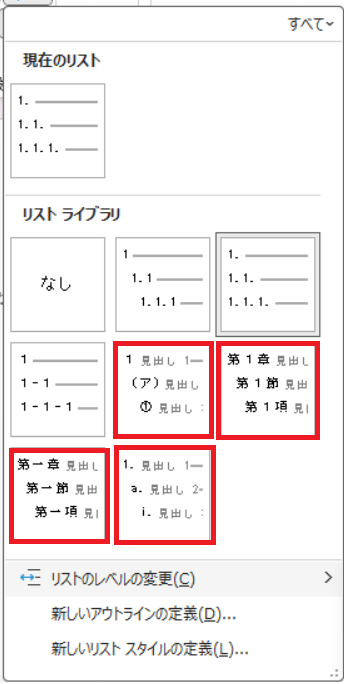 すべて
現在のリスト
1.
1. 1.
1. 1. 1.
リスト ライブラリ
なし
1
1. 1
1. 1. 1
1.
1. 1.
1. 1. 1.
1
1 - 1
1 - 1 - 1
1 見出し 1
(ア) 見出し
① 見出し :
第 1 章 見出し
第 1 節 見出
第 1 項 見
第一章 見出し
第一節 見出
第一項 見
1. 見出し 1
a. 見出し 2
i. 見出し :
リストのレベルの変更(C)
新しいアウトラインの定義(D)...
新しいリスト スタイルの定義(L)...